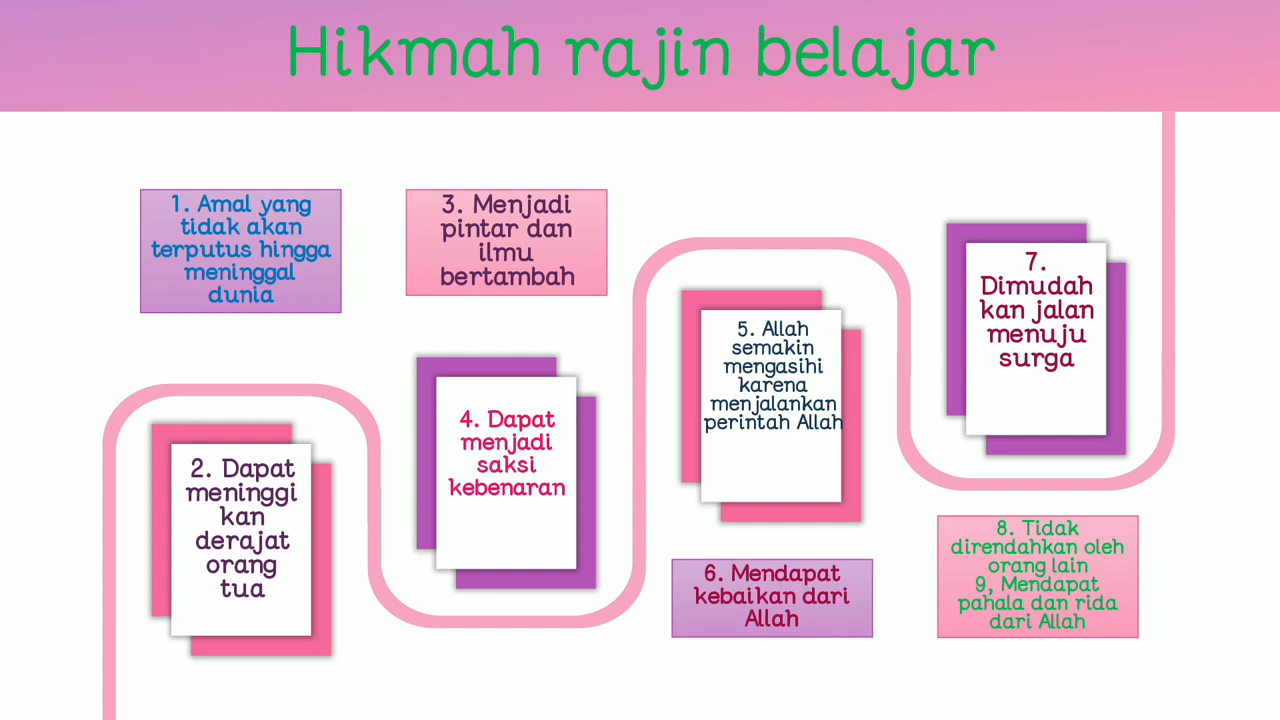 Hikmah rajin belajar
1. Amal yang
tidak akan
terputus hingga
meninggal
dunia
2. Dapat
meninggi
kan
derajat
orang
tua
3. Menjadi
pintar dan
ilmu
bertambah
4. Dapat
menjadi
saksi
kebenaran
5. Allah
semakin
mengasihi
karena
menjalankan
perintah Allah
6. Mendapat
kebaikan dari
Allah
7.
Dimudah
kan jalan
menuju
surga
8. Tidak
direndahkan oleh
orang lain
9, Mendapat
pahala dan rida
dari Allah